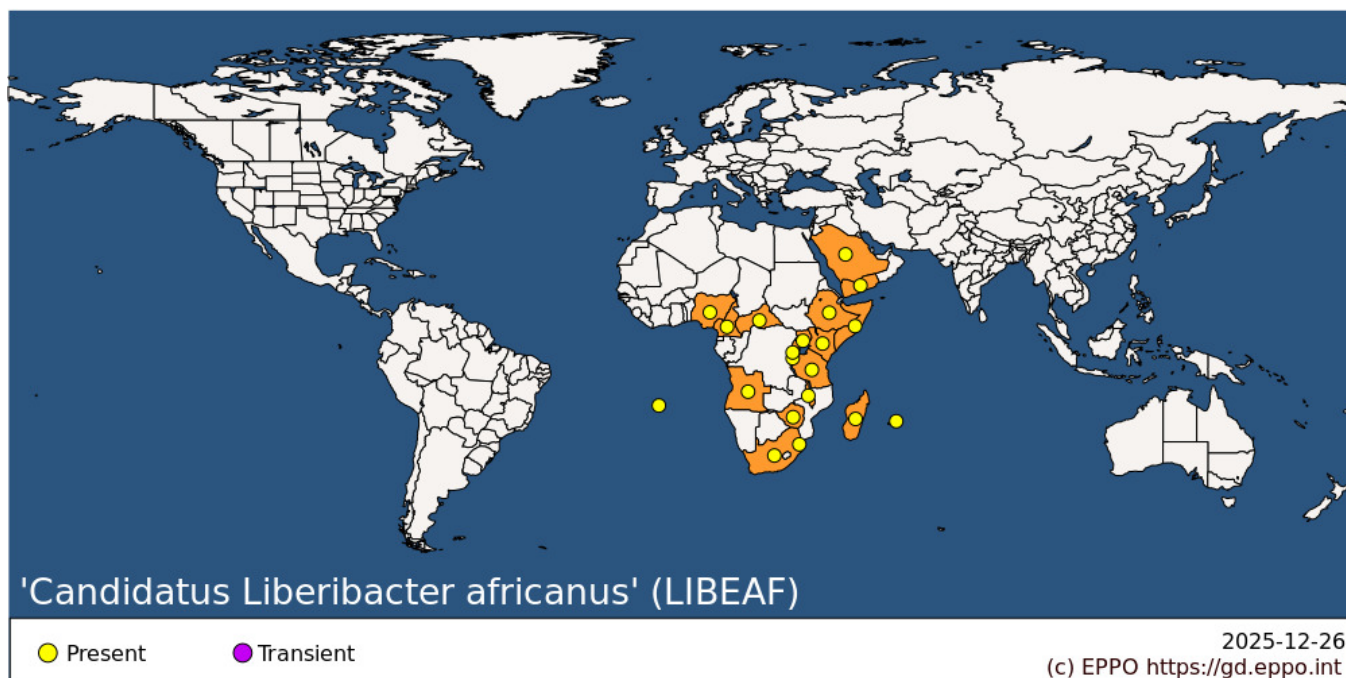 'Candidatus Liberibacter africanus' (LIBEAF)
Present
Transient
2025-12-26
(c) EPPO https://gd.eppo.int